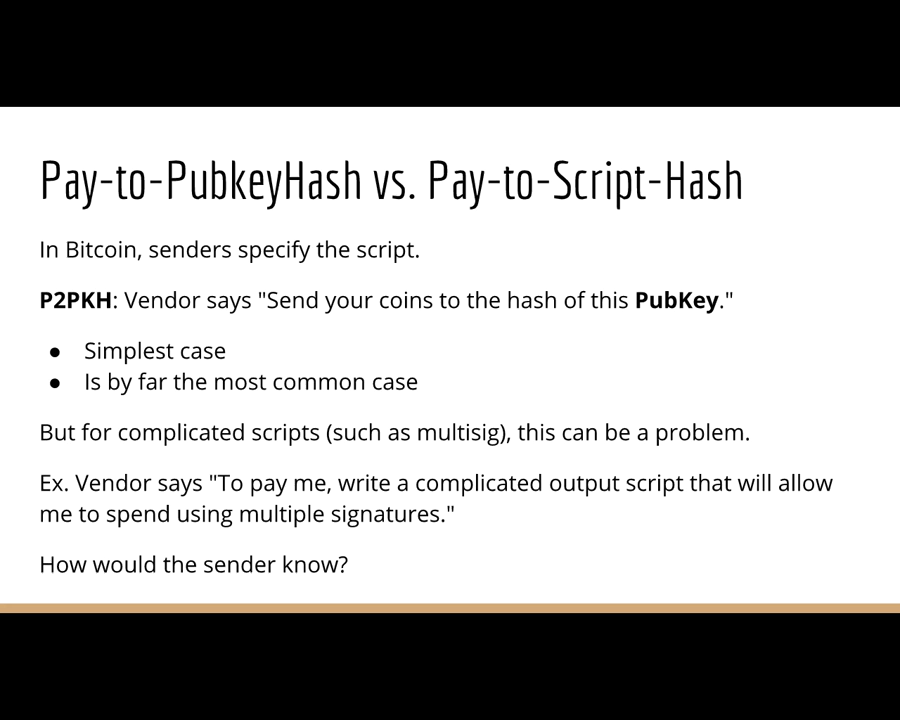 Pay-to-PubkeyHash vs. Pay-to-Script-Hash
In Bitcoin, senders specify the script.
P2PKH: Vendor says "Send your coins to the hash of this PubKey."
● Simplest case
● Is by far the most common case
But for complicated scripts (such as multisig), this can be a problem.
Ex. Vendor says "To pay me, write a complicated output script that will allow
me to spend using multiple signatures."
How would the sender know?